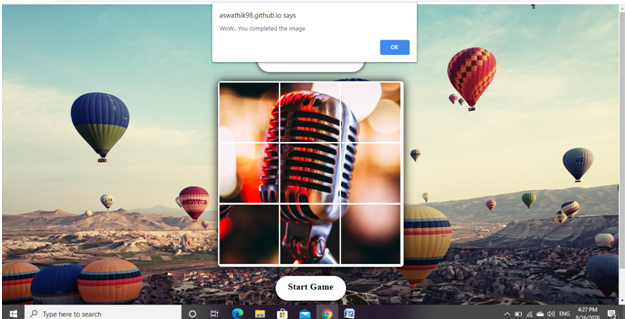 aswathik98.github.io says
WoW.. You completed the image
OK
Start Game
Type here to search
ENG
4:27 PM
8/16/2020